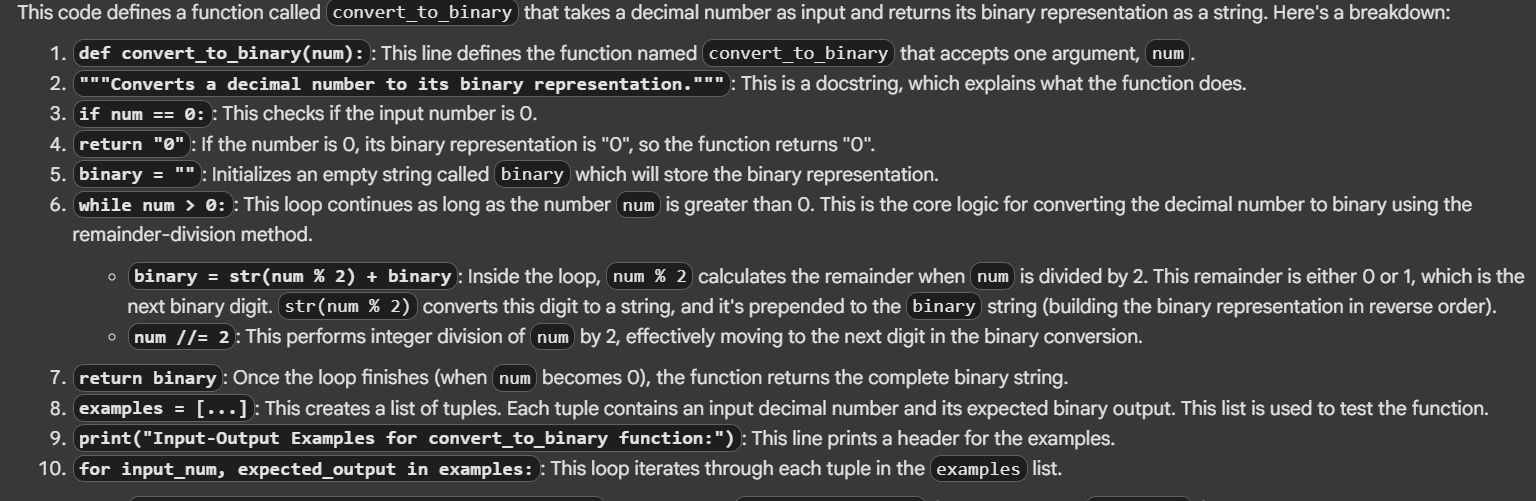 This code defines a function called convert_to_binary that takes a decimal number as input and returns its binary representation as a string. Here's a breakdown:
1. def convert_to_binary(num):: This line defines the function named convert_to_binary that accepts one argument, num.
2. """Converts a decimal number to its binary representation.""": This is a docstring, which explains what the function does.
3. if num == 0:: This checks if the input number is 0.
4. return "0": If the number is 0, its binary representation is "0", so the function returns "0".
5. binary = "": Initializes an empty string called binary which will store the binary representation.
6. while num > 0:: This loop continues as long as the number num is greater than 0. This is the core logic for converting the decimal number to binary using the
remainder-division method.
◦ binary = str(num % 2) + binary: Inside the loop, num % 2 calculates the remainder when num is divided by 2. This remainder is either 0 or 1, which is the
next binary digit. str(num % 2) converts this digit to a string, and it's prepended to the binary string (building the binary representation in reverse order).
◦ num //= 2: This performs integer division of num by 2, effectively moving to the next digit in the binary conversion.
7. return binary: Once the loop finishes (when num becomes 0), the function returns the complete binary string.
8. examples = [...]: This creates a list of tuples. Each tuple contains an input decimal number and its expected binary output. This list is used to test the function.
9. print("Input-Output Examples for convert_to_binary function:"): This line prints a header for the examples.
10. for input_num, expected_output in examples:: This loop iterates through each tuple in the examples list.